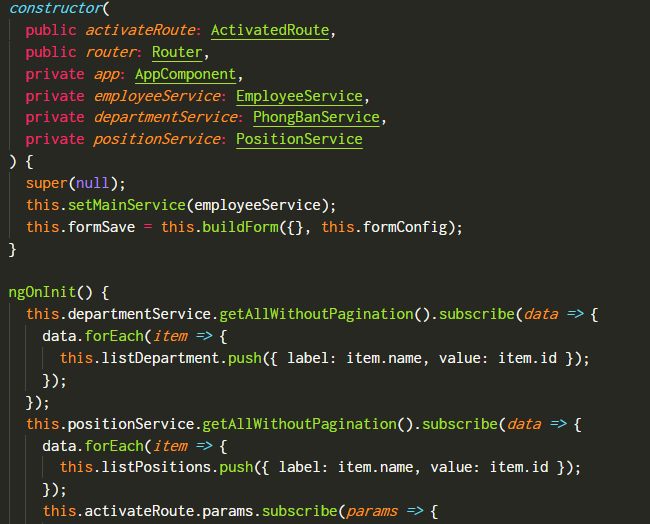 constructor(
public activateRoute: ActivatedRoute,
public router: Router,
private app: AppComponent,
private employeeService: EmployeeService,
private departmentService: PhongBanService,
private positionService: PositionService
) {
super(null);
this.setMainService(employeeService);
this.formSave = this.buildForm({}, this.formConfig);
}
ngOnInit() {
this.departmentService.getAllWithoutPagination().subscribe(data => {
data.forEach(item => {
this.listDepartment.push({ label: item.name, value: item.id });
});
});
this.positionService.getAllWithoutPagination().subscribe(data => {
data.forEach(item => {
this.listPositions.push({ label: item.name, value: item.id });
});
this.activateRoute.params.subscribe(params => {